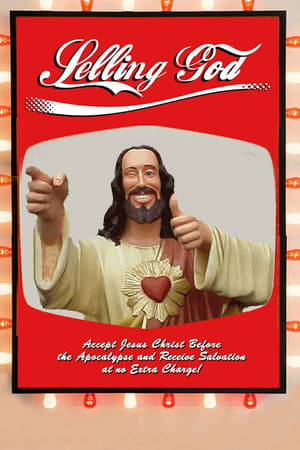 Selling God
Accept Jesus Christ Before
the Apocalypse and Receive Salvation
at no Extra Charge!